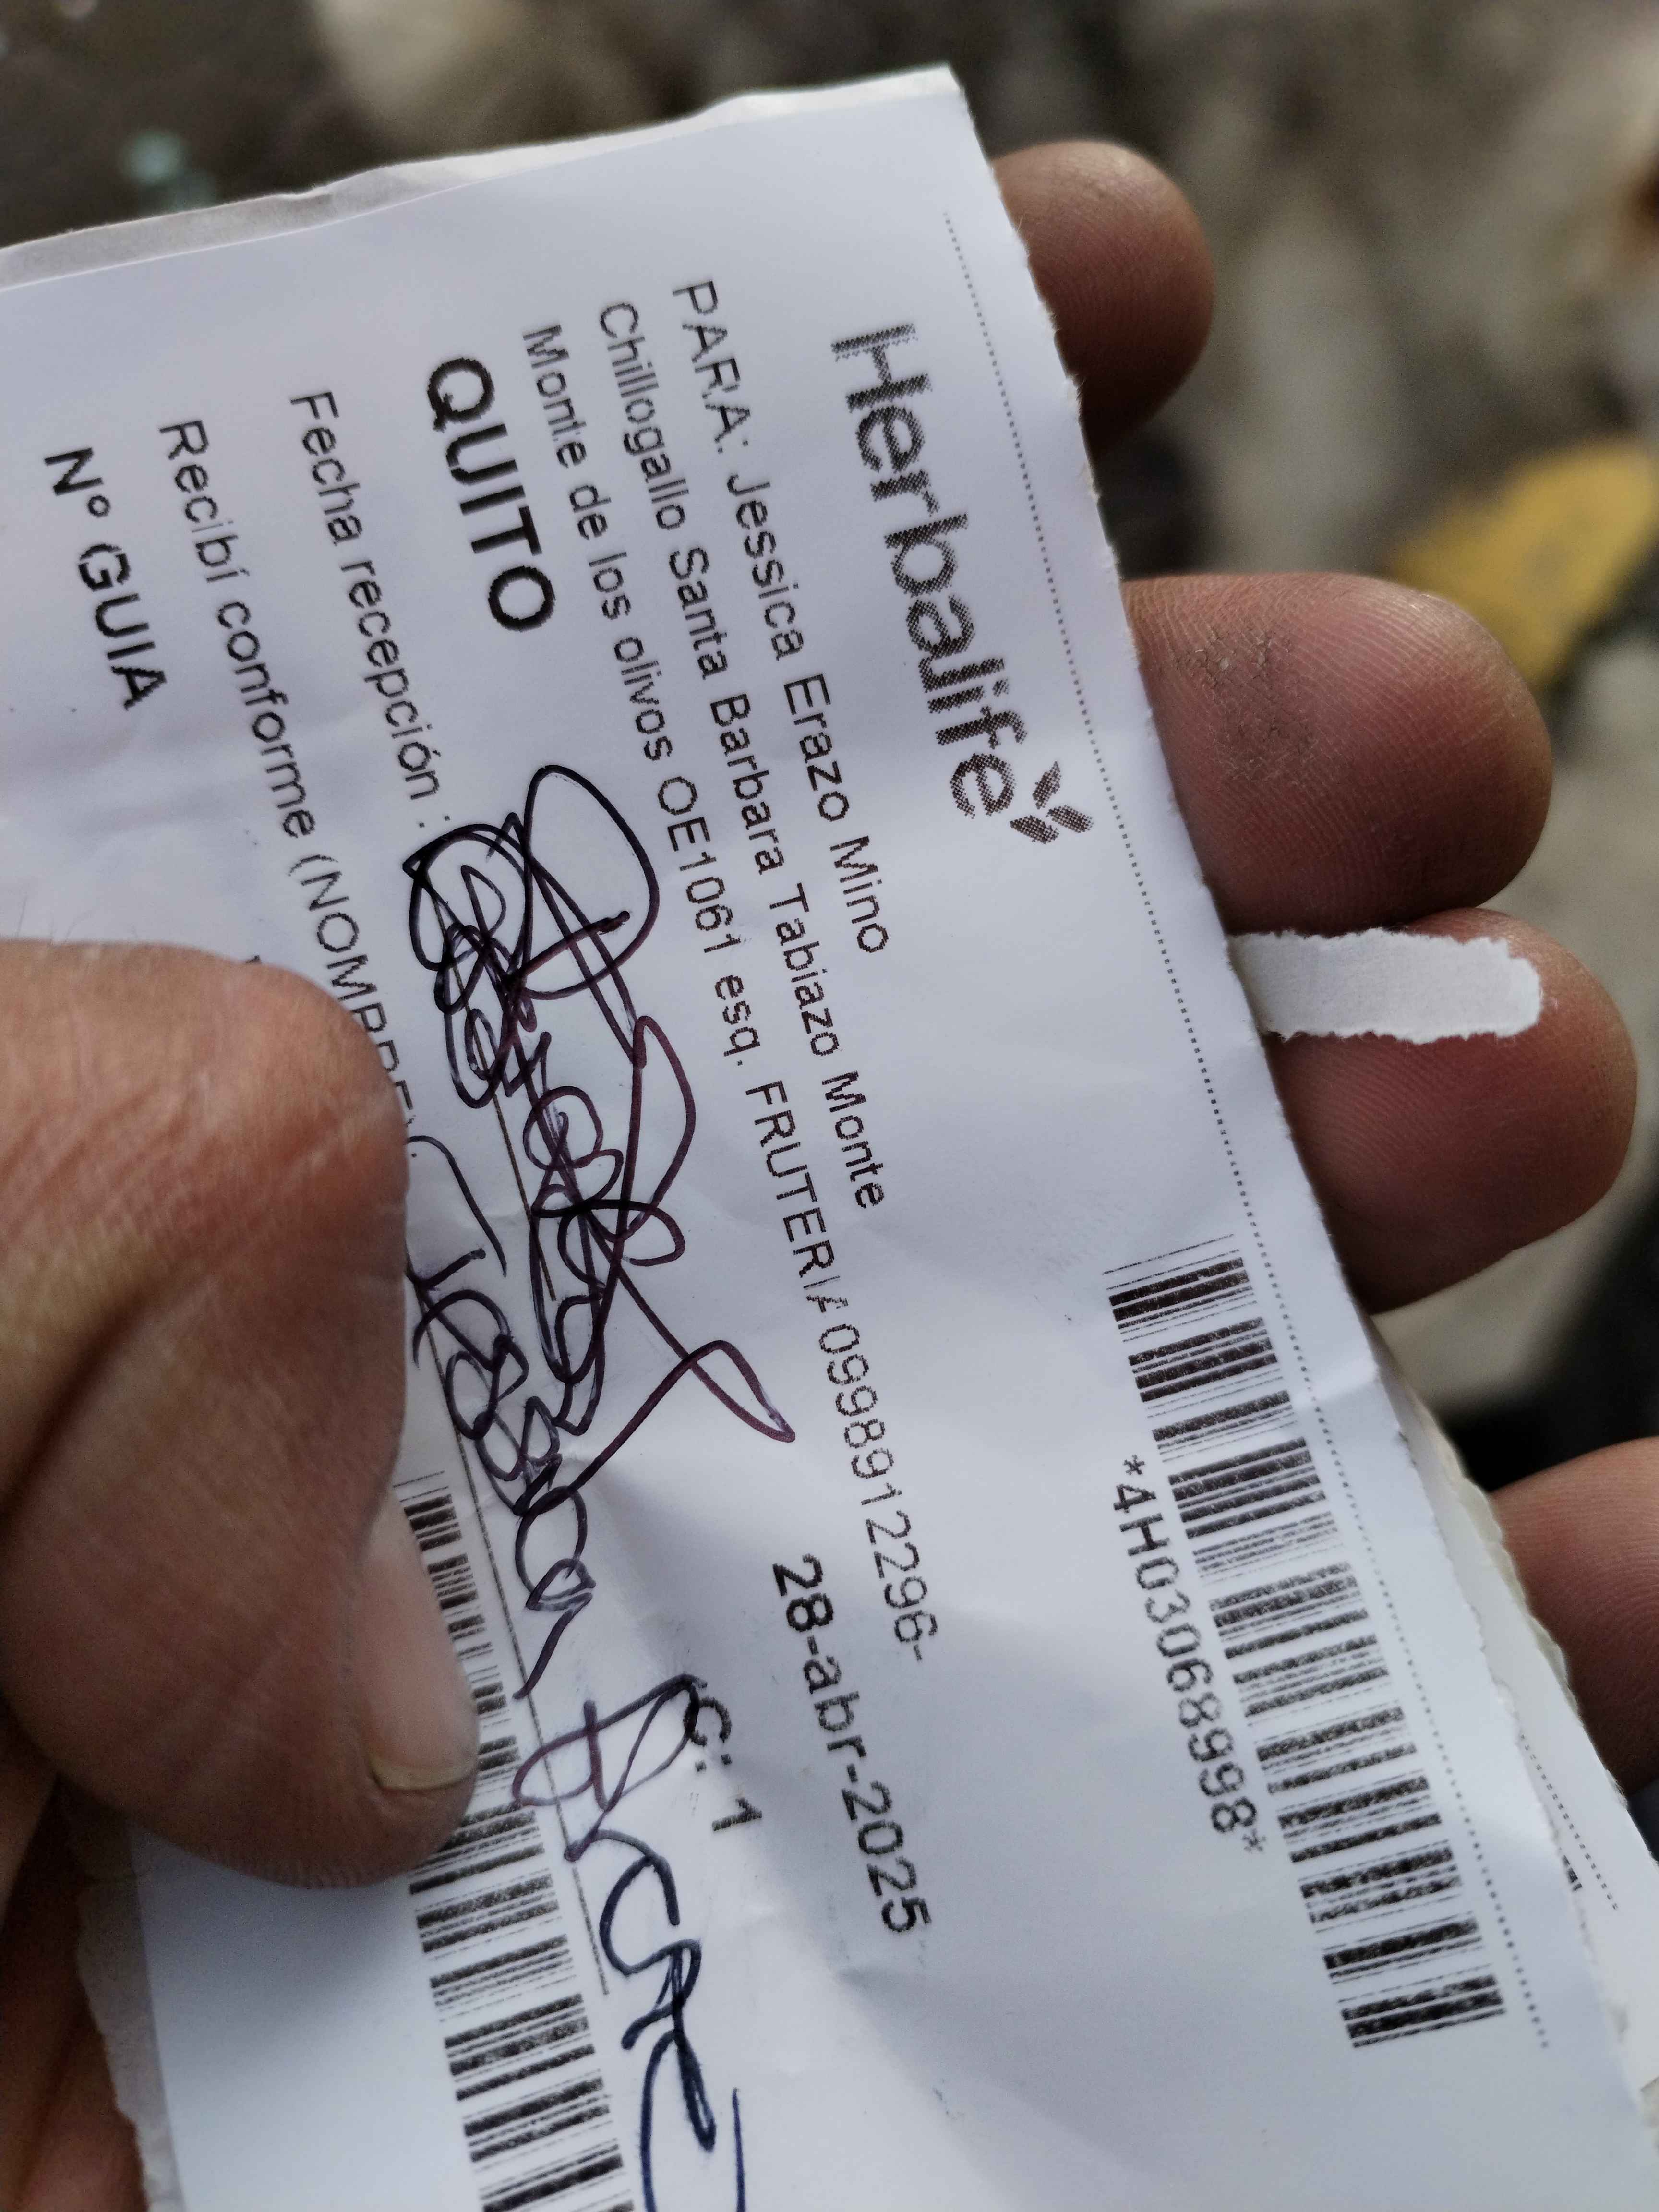 Herbalife
*4H03068998*
PARA: Jessica Erazo Mino
Chillogallo Santa Barbara Tabiazo Monte
Monte de los olivos OE1061 esq. FRUTERIA 0998912296-
QUITO
28-abr-2025
C: 1
Fecha recepción :
Recibí conforme (NOMBRE):
N° GUIA